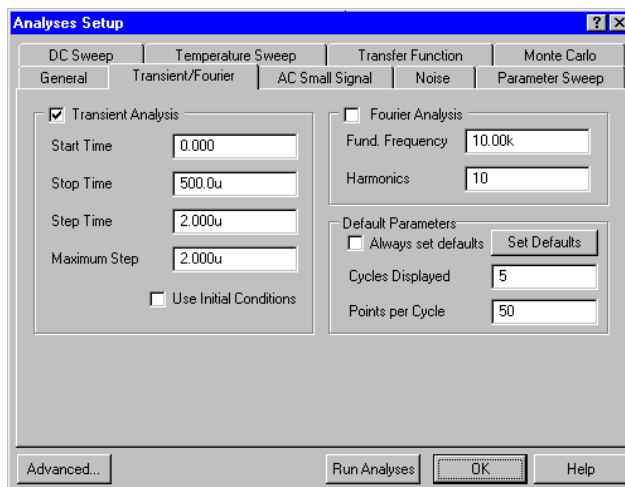 Analyses Setup
DC Sweep
Temperature Sweep
Transfer Function
Monte Carlo
General
Transient/Fourier
AC Small Signal
Noise
Parameter Sweep
Transient Analysis
Start Time
0.000
Stop Time
500.0u
Step Time
2.000u
Maximum Step
2.000u
Use Initial Conditions
Fourier Analysis
Fund. Frequency
10.00k
Harmonics
10
Default Parameters
Always set defaults
Set Defaults
Cycles Displayed
5
Points per Cycle
50
Advanced...
Run Analyses
OK
Help